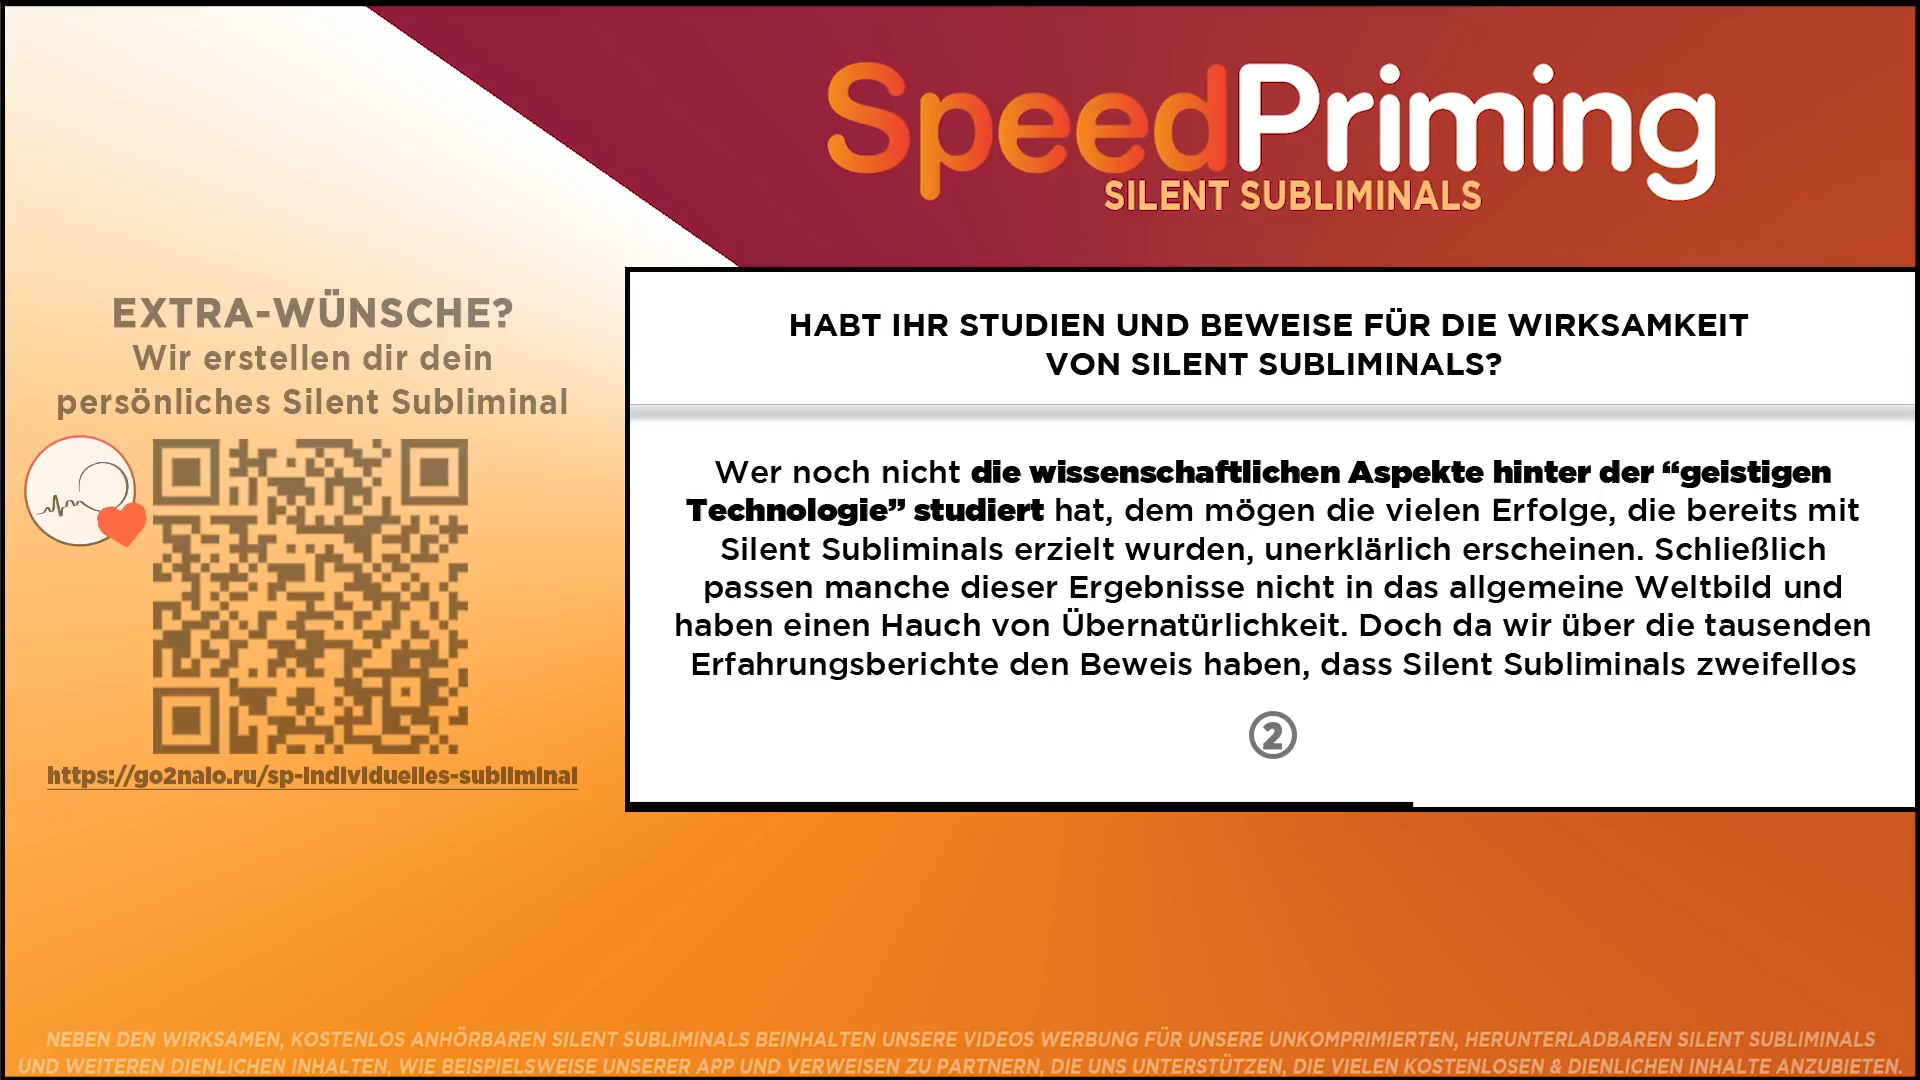 SpeedPriming
SILENT SUBLIMINALS
EXTRA-WÜNSCHE?
Wir erstellen dir dein
persönliches Silent Subliminal
https://go2nalo.ru/sp-individuelles-subliminal
HABT IHR STUDIEN UND BEWEISE FÜR DIE WIRKSAMKEIT
VON SILENT SUBLIMINALS?
Wer noch nicht die wissenschaftlichen Aspekte hinter der “geistigen
Technologie” studiert hat, dem mögen die vielen Erfolge, die bereits mit
Silent Subliminals erzielt wurden, unerklärlich erscheinen. Schließlich
passen manche dieser Ergebnisse nicht in das allgemeine Weltbild und
haben einen Hauch von Übernatürlichkeit. Doch da wir über die tausenden
Erfahrungsberichte den Beweis haben, dass Silent Subliminals zweifellos
2
NEBEN DEN WIRKSAMEN, KOSTENLOS ANHÖRBAREN SILENT SUBLIMINALS BEINHALTEN UNSERE VIDEOS WERBUNG FÜR UNSERE UNKOMPRIMIERTEN, HERUNTERLADBAREN SILENT SUBLIMINALS
UND WEITEREN DIENLICHEN INHALTEN, WIE BEISPIELSWEISE UNSERER APP UND VERWEISEN ZU PARTNERN, DIE UNS UNTERSTÜTZEN, DIE VIELEN KOSTENLOSEN & DIENLICHEN INHALTE ANZUBIETEN.